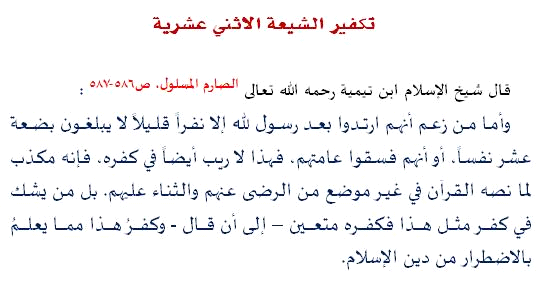 تكفير الشيعة الاثني عشرية
قال شيخ الإسلام ابن تيمية رحمه الله تعالى الصارم المسلول، ص٥٨٦-٥٨٧ :
وأما من زعم أنهم ارتدوا بعد رسول لله إلا نفراً قليلاً لا يبلغون بضعة
عشر نفساً، أو أنهم فسقوا عامتهم، فهذا لا ريب أيضاً في كفره، فإنه مكذب
لما نصه القرآن في غير موضع من الرضى عنهم والثناء عليهم. بل من يشك
في كفر مثل هذا فكفره متعين – إلى أن قال - وكفرُ هذا مما يعلمُ
بالاضطرار من دين الإسلام.